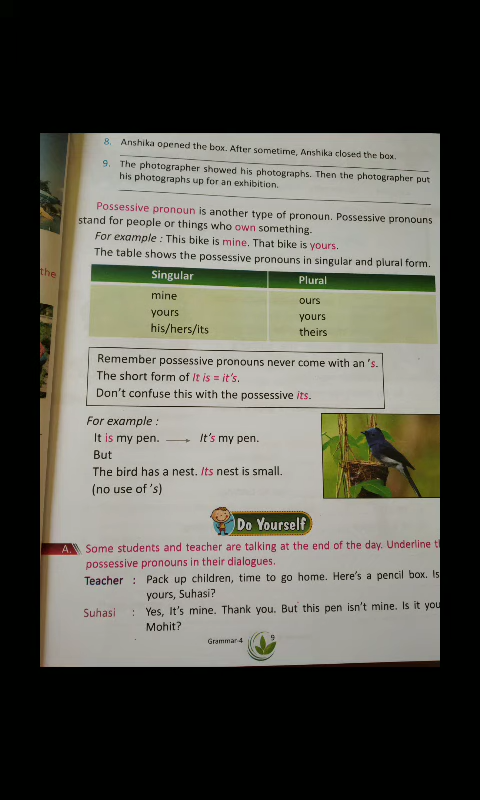 8. Anshika opened the box. After sometime, Anshika closed the box.
9. The photographer showed his photographs. Then the photographer put
his photographs up for an exhibition.
Possessive pronoun is another type of pronoun. Possessive pronouns
stand for people or things who own something.
For example : This bike is mine. That bike is yours.
The table shows the possessive pronouns in singular and plural form.
the
Singular Plural
mine ours
yours yours
his/hers/its theirs
Remember possessive pronouns never come with an 's.
The short form of It is = it's.
Don't confuse this with the possessive its.
For example :
It is my pen. → It's my pen.
But
The bird has a nest. Its nest is small.
(no use of 's)
Do Yourself
A. Some students and teacher are talking at the end of the day. Underline
possessive pronouns in their dialogues.
Teacher : Pack up children, time to go home. Here's a pencil box. Is
yours, Suhasi?
Suhasi : Yes, It's mine. Thank you. But this pen isn't mine. Is it
Mohit?
Grammar-4 9